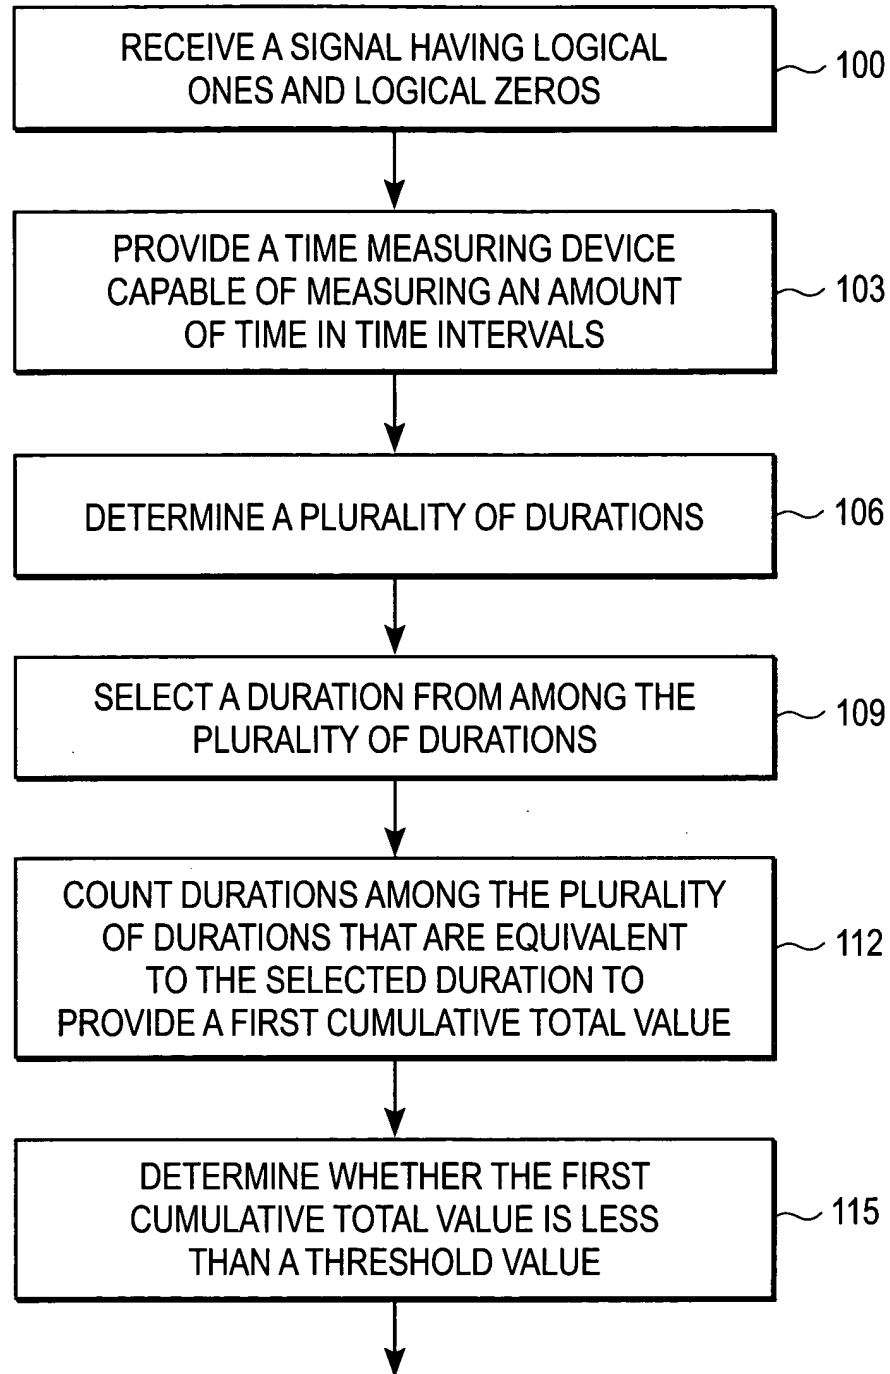 RECEIVE A SIGNAL HAVING LOGICAL
ONES AND LOGICAL ZEROS
100
PROVIDE A TIME MEASURING DEVICE
CAPABLE OF MEASURING AN AMOUNT
OF TIME IN TIME INTERVALS
103
DETERMINE A PLURALITY OF DURATIONS
106
SELECT A DURATION FROM AMONG THE
PLURALITY OF DURATIONS
109
COUNT DURATIONS AMONG THE PLURALITY
OF DURATIONS THAT ARE EQUIVALENT
TO THE SELECTED DURATION TO
PROVIDE A FIRST CUMULATIVE TOTAL VALUE
112
DETERMINE WHETHER THE FIRST
CUMULATIVE TOTAL VALUE IS LESS
THAN A THRESHOLD VALUE
115